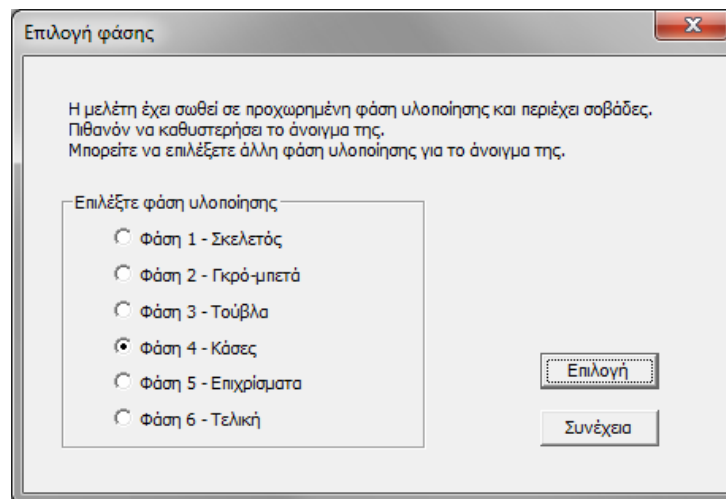 Επιλογή φάσης
Η μελέτη έχει σωθεί σε προχωρημένη φάση υλοποίησης και περιέχει σοβάδες.
Πιθανόν να καθυστερήσει το άνοιγμα της.
Μπορείτε να επιλέξετε άλλη φάση υλοποίησης για το άνοιγμα της.
Επιλέξτε φάση υλοποίησης
Φάση 1 - Σκελετός
Φάση 2 - Γκρό-μπετά
Φάση 3 - Τούβλα
Φάση 4 - Κάσες
Φάση 5 - Επιχρίσματα
Φάση 6 - Τελική
Επιλογή
Συνέχεια